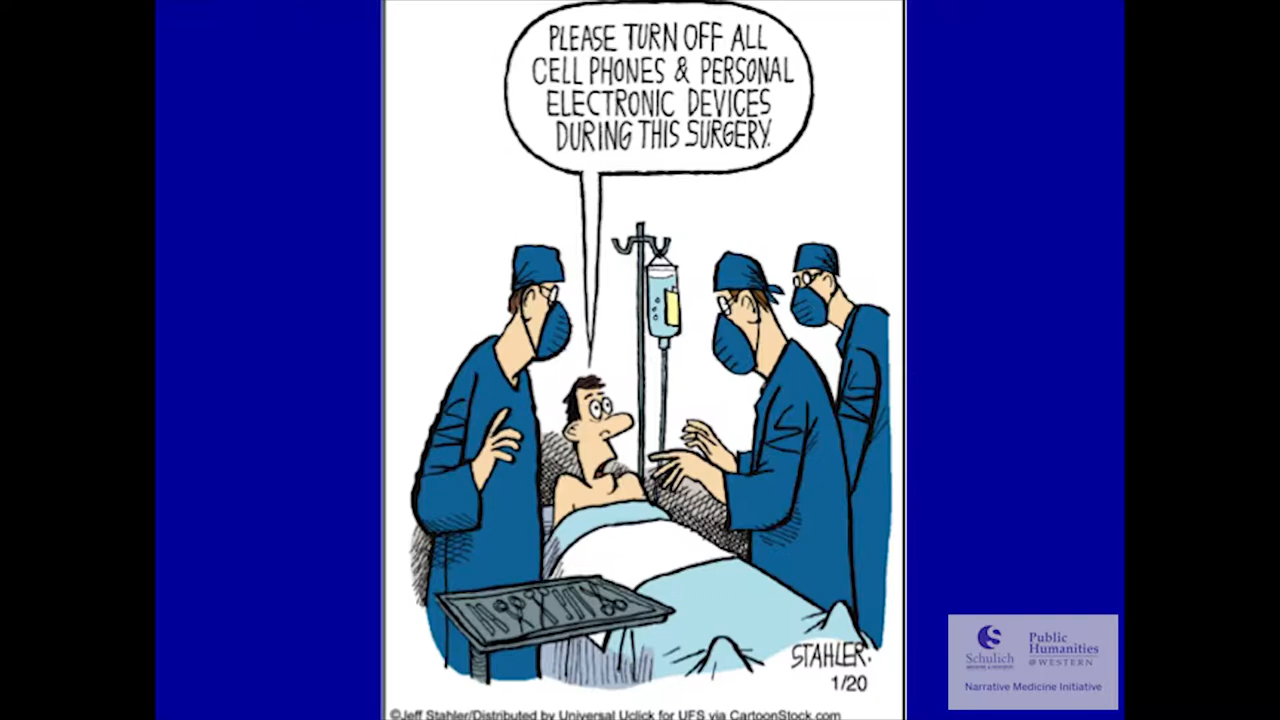 PLEASE TURN OFF ALL
CELL PHONES & PERSONAL
ELECTRONIC DEVICES
DURING THIS SURGERY.
STAHLER.
1/20
©Jeff Stahler/Distributed by Universal Uclick for UFS via CartoonStock.com
Schulich
Public
Humanities
@WESTERN
Narrative Medicine Initiative